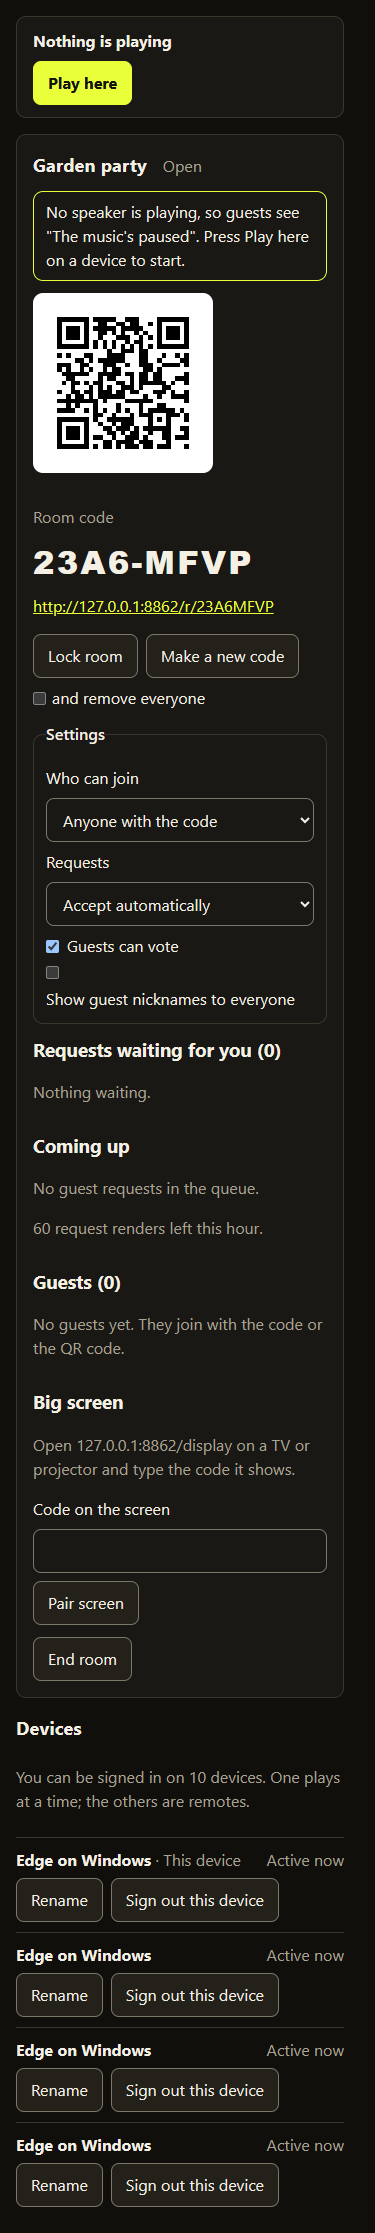 Nothing is playing
Play here
Garden party Open
No speaker is playing, so guests see
"The music's paused". Press Play here
on a device to start.
Room code
23A6-MFVP
http://127.0.0.1:8862/r/23A6MFVP
Lock room Make a new code
and remove everyone
Settings
Who can join
Anyone with the code
Requests
Accept automatically
Guests can vote
Show guest nicknames to everyone
Requests waiting for you (0)
Nothing waiting.
Coming up
No guest requests in the queue.
60 request renders left this hour.
Guests (0)
No guests yet. They join with the code or
the QR code.
Big screen
Open 127.0.0.1:8862/display on a TV or
projector and type the code it shows.
Code on the screen
Pair screen
End room
Devices
You can be signed in on 10 devices. One plays
at a time; the others are remotes.
Edge on Windows · This device Active now
Rename Sign out this device
Edge on Windows Active now
Rename Sign out this device
Edge on Windows Active now
Rename Sign out this device
Edge on Windows Active now
Rename Sign out this device